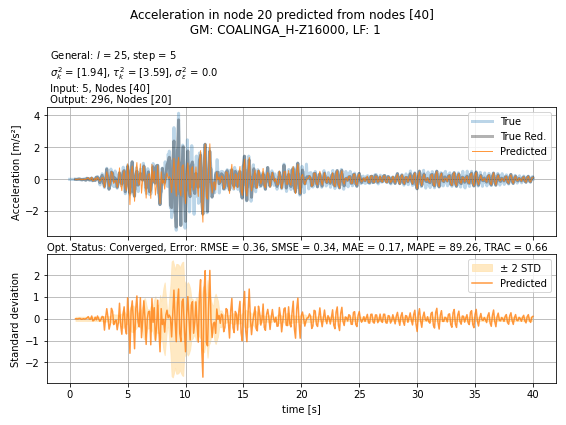 Acceleration in node 20 predicted from nodes [40]
GM: COALINGA_H-Z16000, LF: 1
General: l = 25, step = 5
σ²ₖ = [1.94], τ²ₖ = [3.59], σ²ε = 0.0
Input: 5, Nodes [40]
Output: 296, Nodes [20]
Acceleration [m/s²]
4
2
0
−2
True
True Red.
Predicted
Opt. Status: Converged, Error: RMSE = 0.36, SMSE = 0.34, MAE = 0.17, MAPE = 89.26, TRAC = 0.66
Standard deviation
2
1
0
−1
−2
± 2 STD
Predicted
0 5 10 15 20 25 30 35 40
time [s]